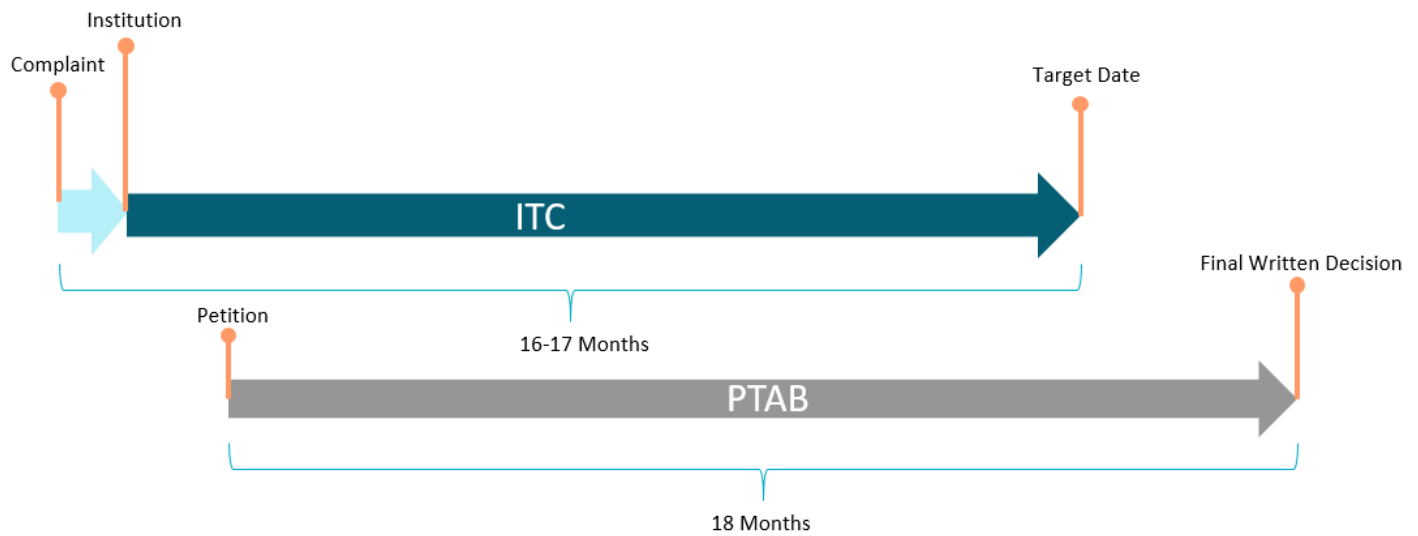 Institution
Complaint
Target Date
ITC
Final Written Decision
Petition
16-17 Months
PTAB
18 Months